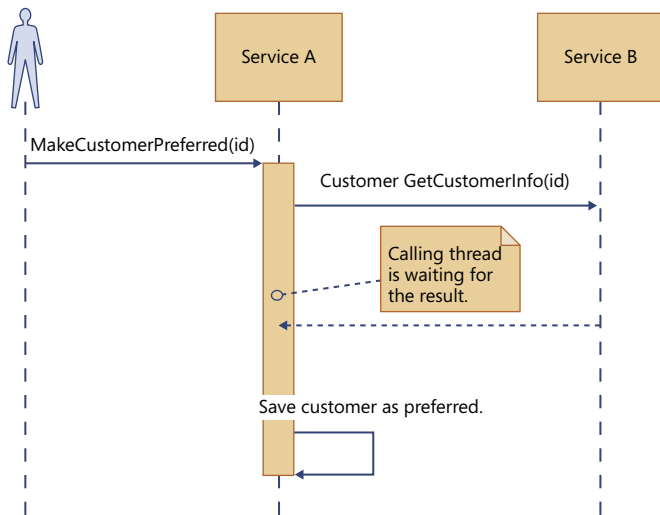 Service A
Service B
MakeCustomerPreferred(id)
Customer GetCustomerInfo(id)
Calling thread
is waiting for
the result.
Save customer as preferred.